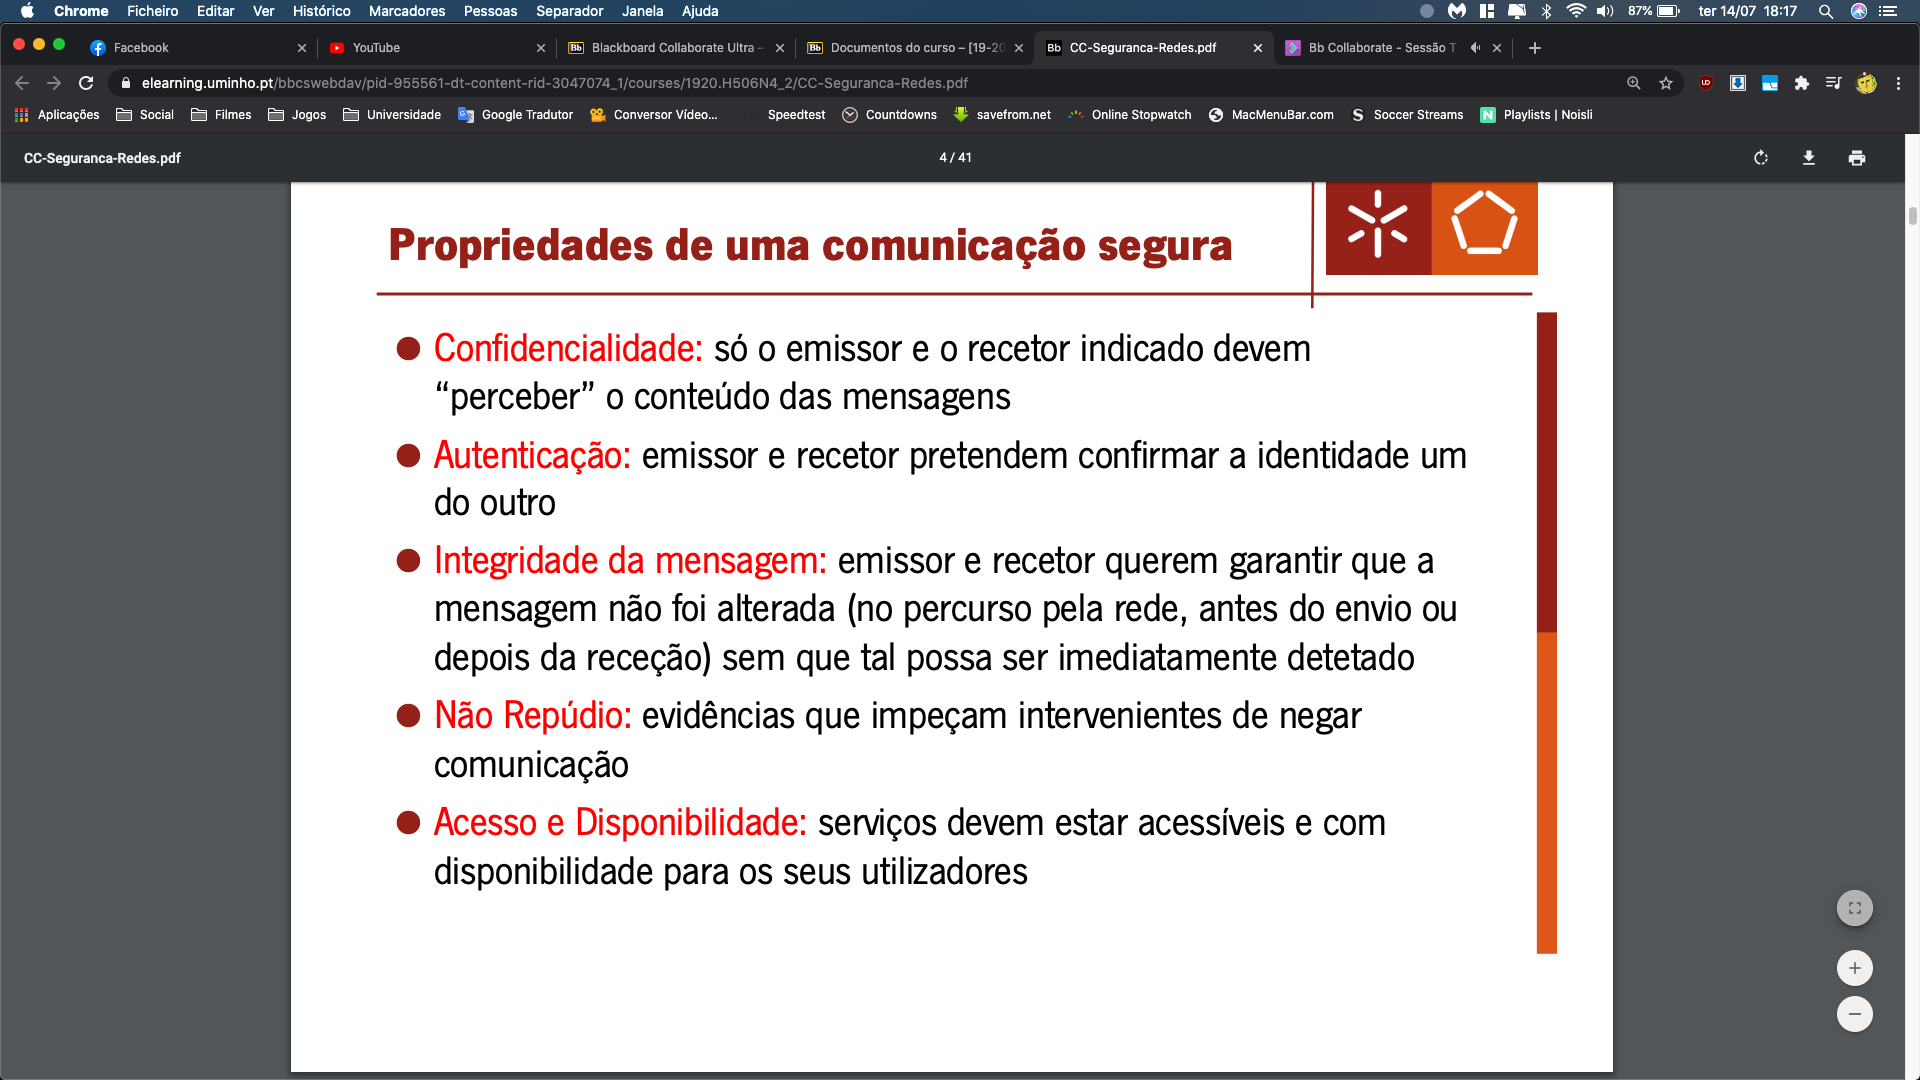 Chrome Ficheiro Editar Ver Histórico Marcadores Pessoas Separador Janela Ajuda 87% ter 14/07 18:17
Facebook YouTube Blackboard Collaborate Ultra – Documentos do curso – [19-20 CC-Seguranca-Redes.pdf Bb Collaborate - Sessão T
elearning.uminho.pt/bbcswebdav/pid-955561-dt-content-rid-3047074_1/courses/1920.H506N4_2/CC-Seguranca-Redes.pdf
Aplicações Social Filmes Jogos Universidade Google Tradutor Conversor Vídeo... Speedtest Countdowns savefrom.net Online Stopwatch MacMenuBar.com Soccer Streams Playlists | Noisli
CC-Seguranca-Redes.pdf 4 / 41
Propriedades de uma comunicação segura
Confidencialidade: só o emissor e o recetor indicado devem
“perceber” o conteúdo das mensagens
Autenticação: emissor e recetor pretendem confirmar a identidade um
do outro
Integridade da mensagem: emissor e recetor querem garantir que a
mensagem não foi alterada (no percurso pela rede, antes do envio ou
depois da receção) sem que tal possa ser imediatamente detetado
Não Repúdio: evidências que impeçam intervenientes de negar
comunicação
Acesso e Disponibilidade: serviços devem estar acessíveis e com
disponibilidade para os seus utilizadores